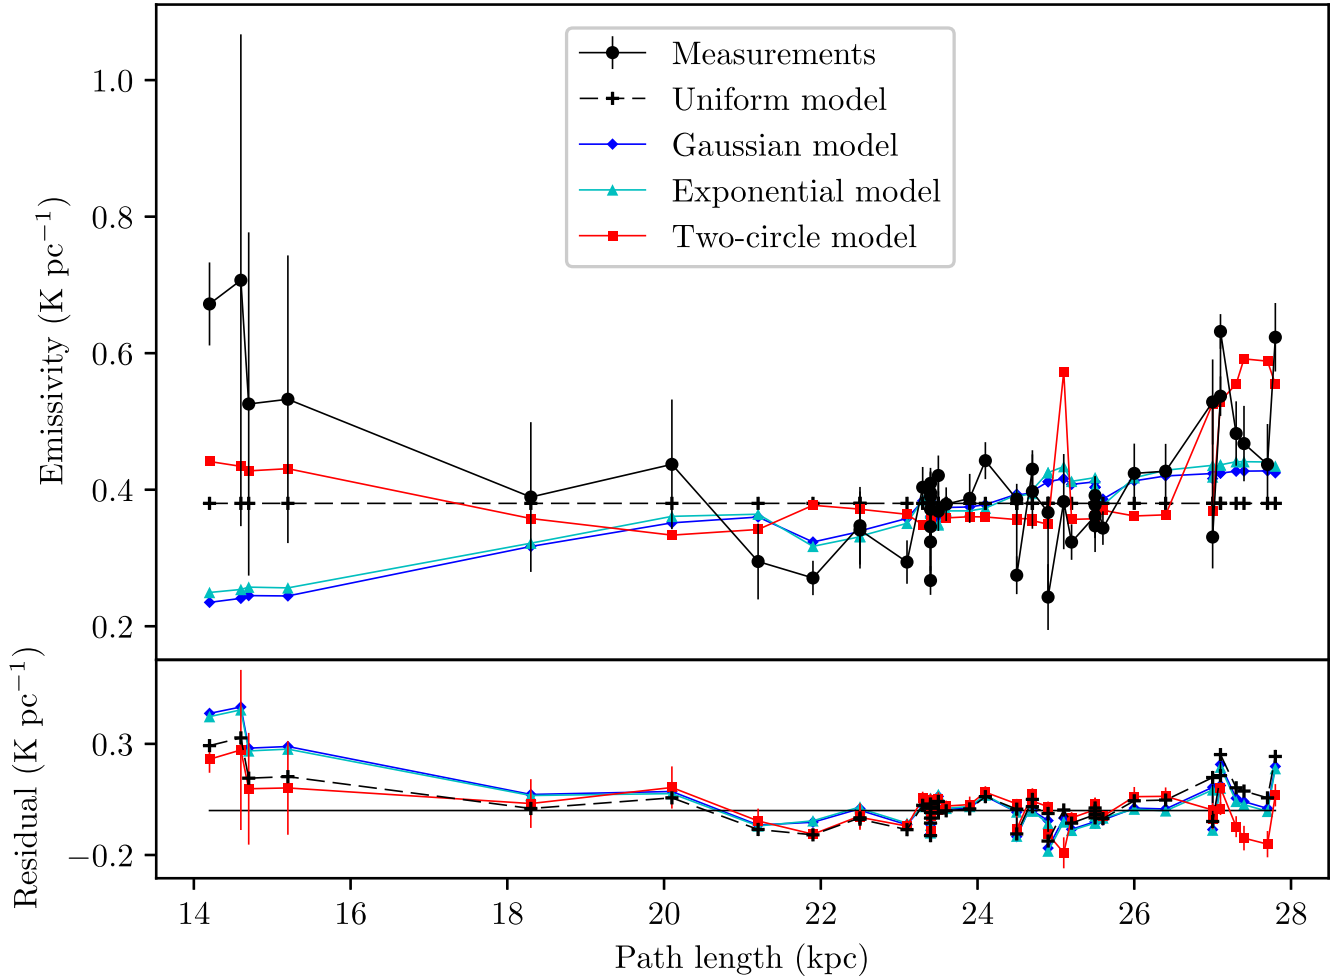 Measurements
Uniform model
Gaussian model
Exponential model
Two-circle model
Emissivity (K pc⁻¹)
1.0
0.8
0.6
0.4
0.2
Residual (K pc⁻¹)
0.3
−0.2
14 16 18 20 22 24 26 28
Path length (kpc)